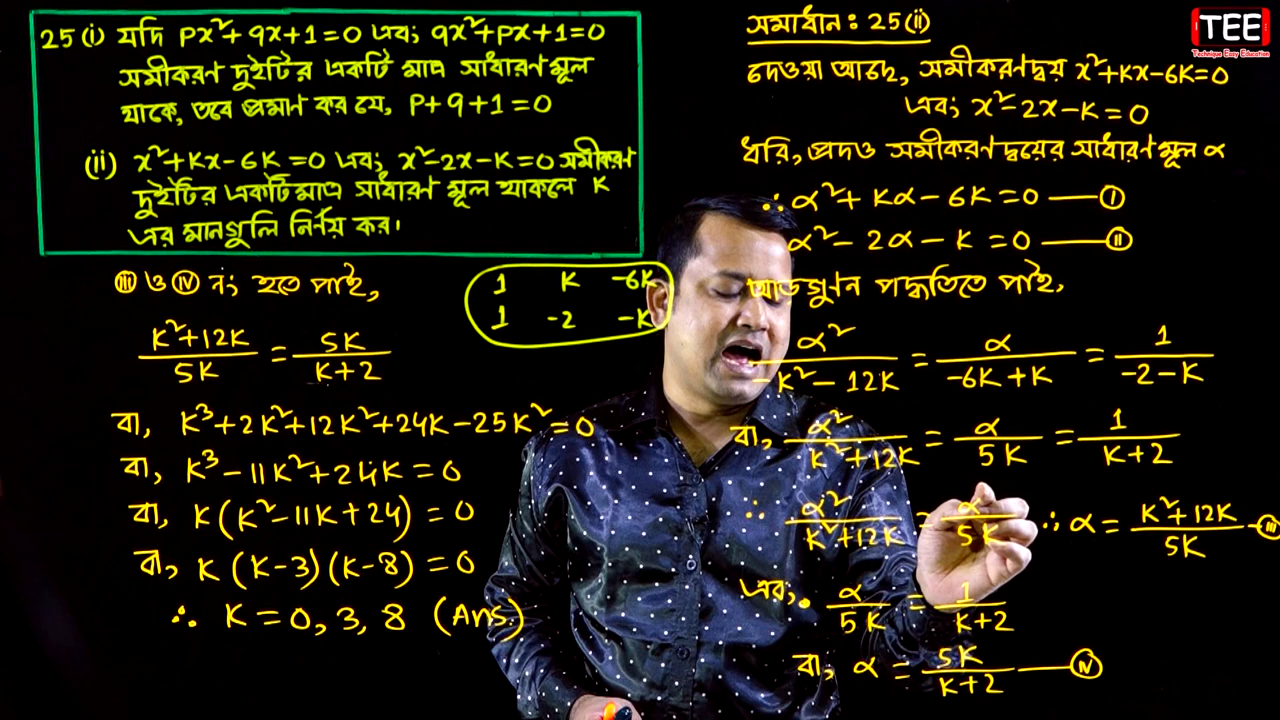 25 (i) যদি Px²+qx+1=0 এবং qx²+Px+1=0
সমীকরণ দুইটির একটি মাত্র সাধারণ মূল
থাকে, তবে প্রমাণ কর যে, P+q+1=0
(ii) x²+Kx-6K=0 এবং x²-2x-K=0 সমীকরণ
দুইটির একটিমাত্র সাধারণ মূল থাকলে K
এর মানগুলি নির্ণয় কর।
iii ও iv নং হতে পাই,
1 K -6K
1 -2 -K
(K²+12K)/(5K) = (5K)/(K+2)
বা, K³+2K²+12K²+24K-25K²=0
বা, K³-11K²+24K=0
বা, K(K²-11K+24)=0
বা, K(K-3)(K-8)=0
∴ K=0, 3, 8 (Ans.)
TEE
Technique Easy Education
সমাধান: 25(ii)
দেওয়া আছে, সমীকরণদ্বয় x²+Kx-6K=0
এবং x²-2x-K=0
ধরি, প্রদত্ত সমীকরণদ্বয়ের সাধারণ মূল α
∴ α²+Kα-6K=0 — i
α²-2α-K=0 — ii
আড়গুণন পদ্ধতিতে পাই,
α²/(-K²-12K) = α/(-6K+K) = 1/(-2-K)
বা, α²/(K²+12K) = α/(5K) = 1/(K+2)
∴ α²/(K²+12K) = α/(5K) ∴ α = (K²+12K)/(5K) — iii
এবং, α/(5K) = 1/(K+2)
বা, α = (5K)/(K+2) — iv